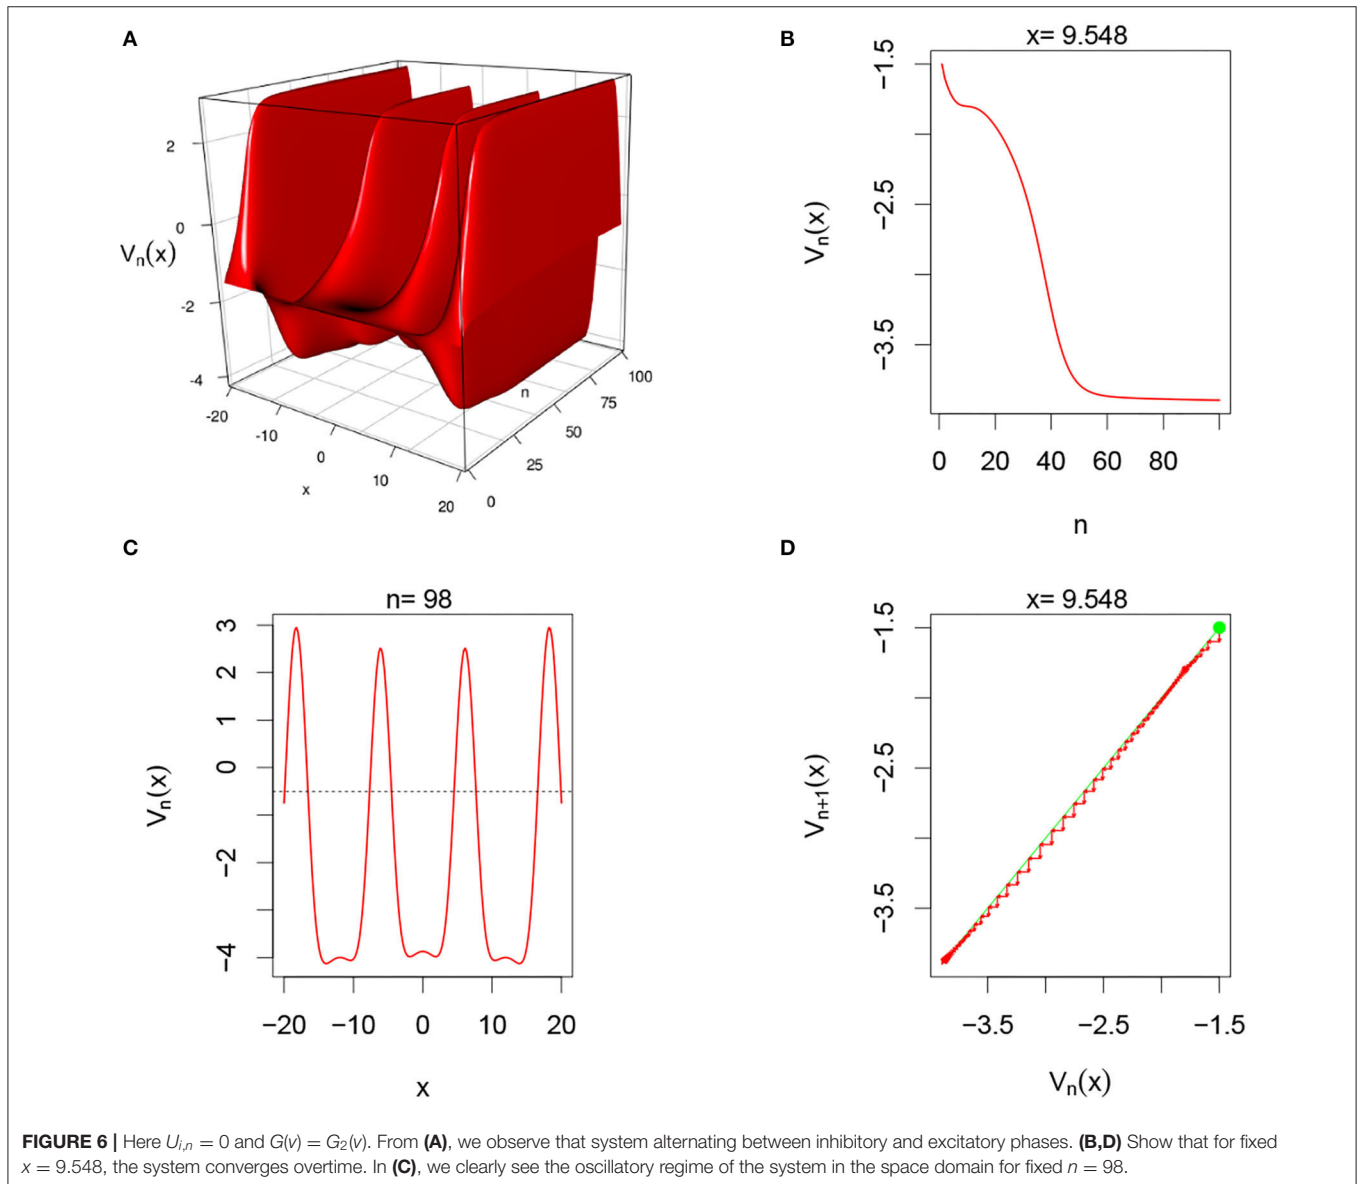 A
2
0
Vn(x)
-2
-4
-20
-10
0
x
10
20
0
25
50
n
75
100
B
x= 9.548
−1.5
−2.5
−3.5
Vn(x)
0 20 40 60 80
n
C
n= 98
3
2
1
0
−2
−4
Vn(x)
−20 −10 0 10 20
x
D
x= 9.548
−1.5
−2.5
−3.5
Vn+1(x)
−3.5 −2.5 −1.5
Vn(x)
FIGURE 6 | Here Ui,n = 0 and G(v) = G2(v). From (A), we observe that system alternating between inhibitory and excitatory phases. (B,D) Show that for fixed
x = 9.548, the system converges overtime. In (C), we clearly see the oscillatory regime of the system in the space domain for fixed n = 98.